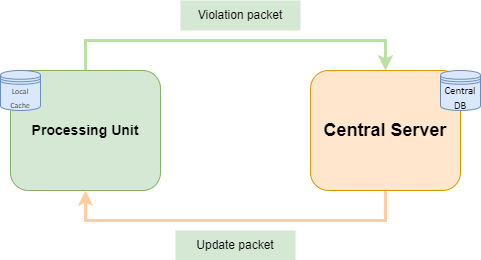 Violation packet
Local
Cache
Processing Unit
Central Server
Central
DB
Update packet